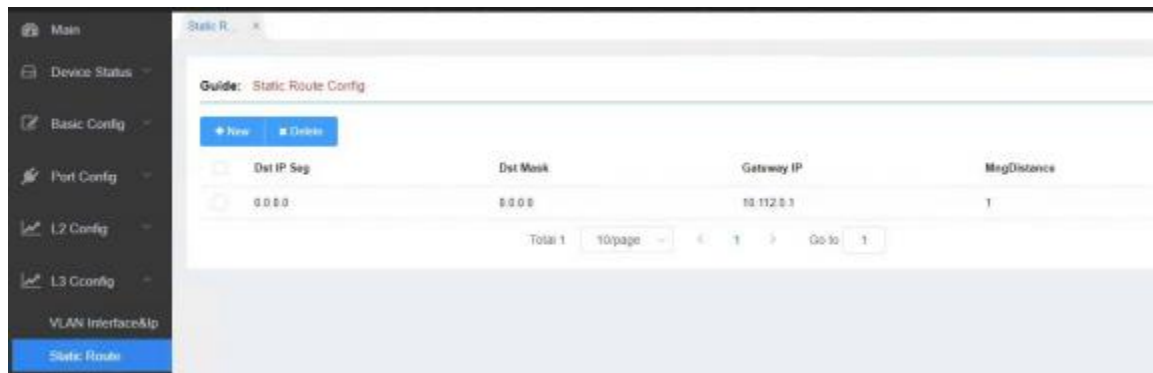 Main
Device Status
Basic Config
Port Config
L2 Config
L3 Cconfig
VLAN Interface&Ip
Static Route
Static R...
Guide: Static Route Config
New Delete
Dst IP Seg Dst Mask Gateway IP MngDistance
0.0.0.0 0.0.0.0 10.112.0.1 1
Total 1 10/page 1 Go to 1